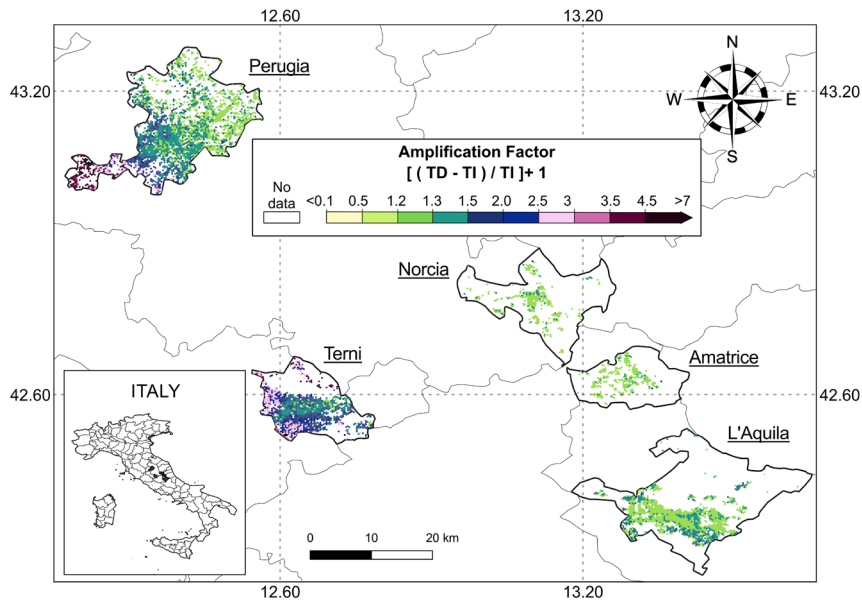 12.60 13.20
43.20 43.20
Perugia
N
W E
S
Amplification Factor
[ ( TD - TI ) / TI ]+ 1
No
data
<0.1 0.5 1.2 1.3 1.5 2.0 2.5 3 3.5 4.5 >7
Norcia
Terni
Amatrice
42.60 42.60
ITALY
L'Aquila
0 10 20 km
12.60 13.20